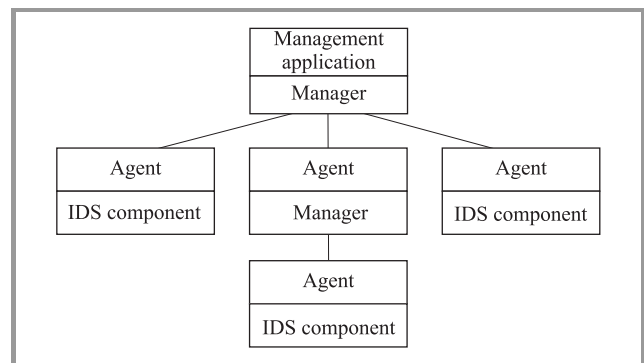 Management
application
Manager
Agent
IDS component
Agent
Manager
Agent
IDS component
Agent
IDS component